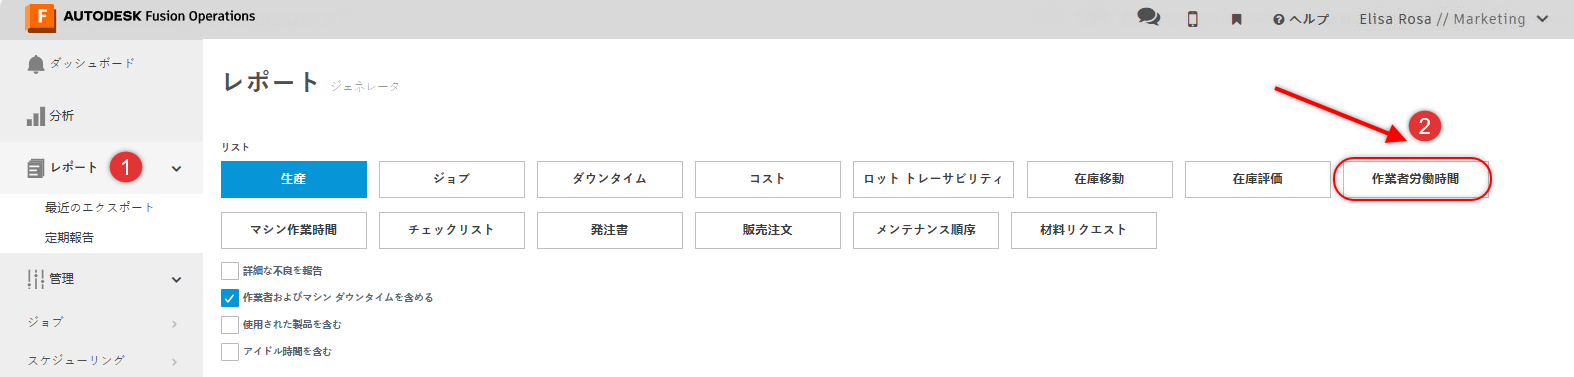 AUTODESK Fusion Operations
ヘルプ
Elisa Rosa // Marketing
ダッシュボード
分析
レポート 1
最近のエクスポート
定期報告
管理
ジョブ
スケジューリング
レポート ジェネレータ
2
リスト
生産 ジョブ ダウンタイム コスト ロット トレーサビリティ 在庫移動 在庫評価 作業者労働時間
マシン作業時間 チェックリスト 発注書 販売注文 メンテナンス順序 材料リクエスト
詳細な不良を報告
作業者およびマシン ダウンタイムを含める
使用された製品を含む
アイドル時間を含む